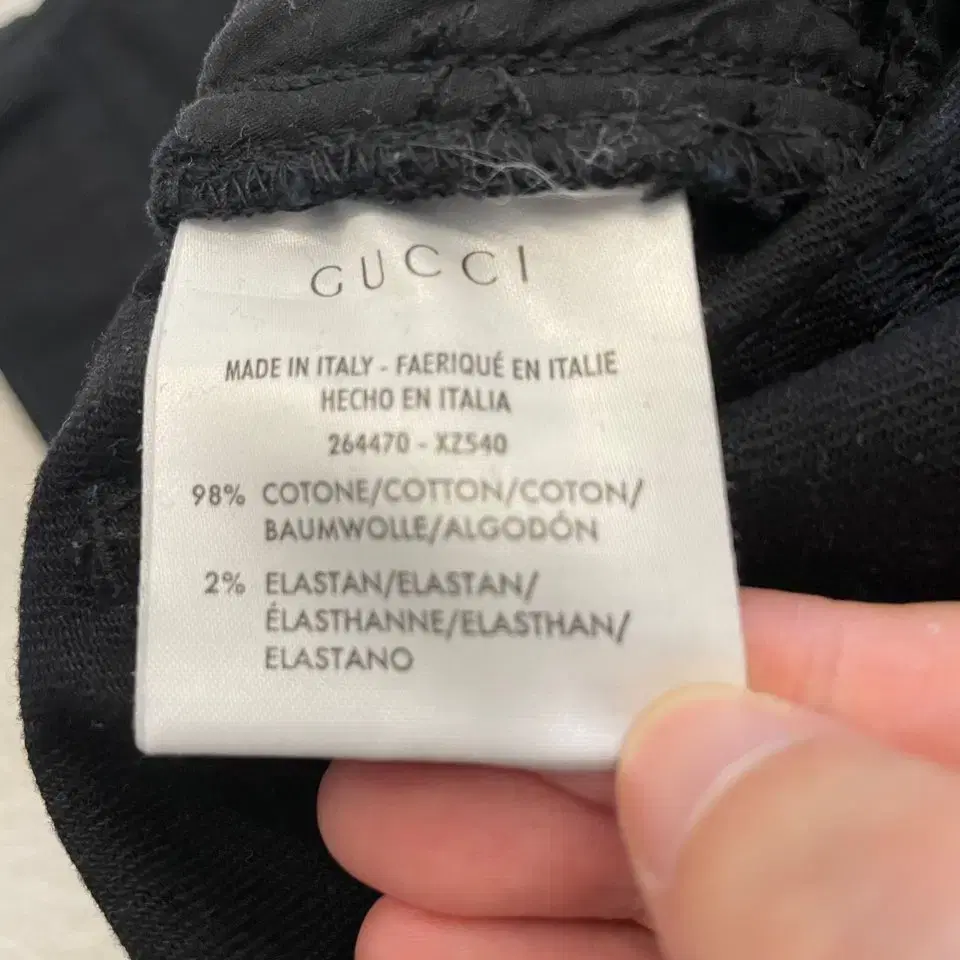 GUCCI
MADE IN ITALY - FAERIQUÉ EN ITALIE
HECHO EN ITALIA
264470 - XZ540
98% COTONE/COTTON/COTON/
BAUMWOLLE/ALGODÓN
2% ELASTAN/ELASTAN/
ÉLASTHANNE/ELASTHAN/
ELASTANO